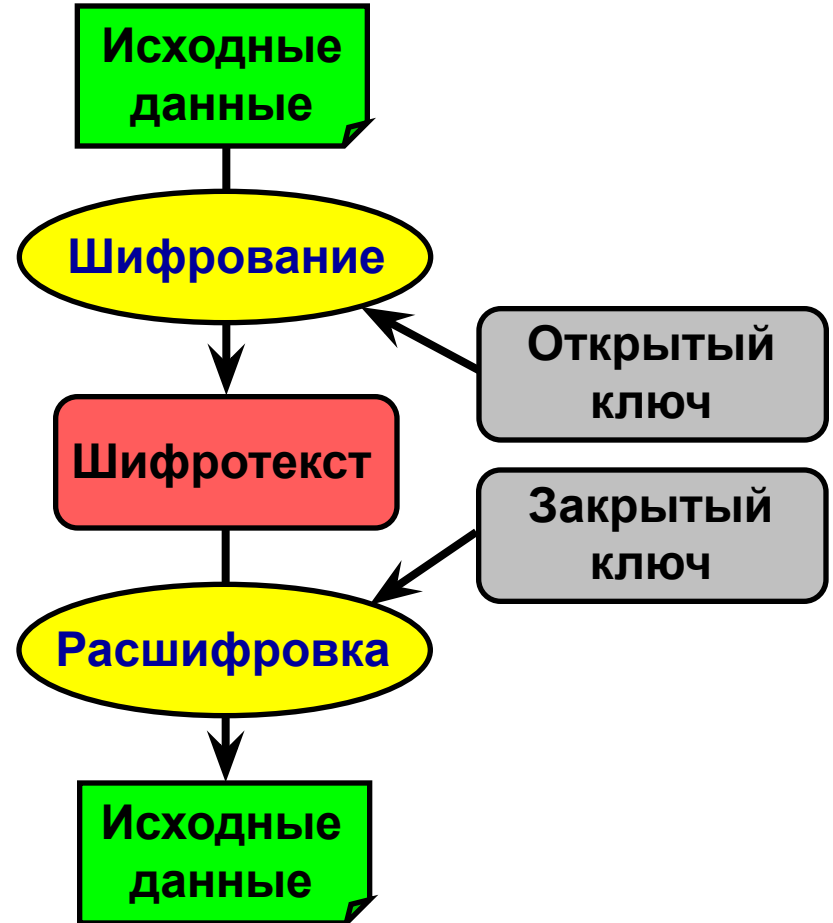 Исходные
данные
Шифрование
Открытый
ключ
Шифротекст
Закрытый
ключ
Расшифровка
Исходные
данные